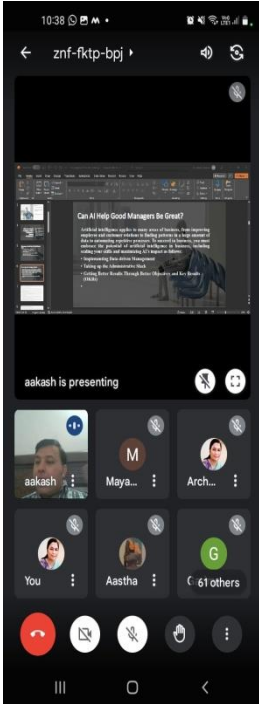 10:38
znf-fktp-bpj
Can AI Help Good Managers Be Great?
Artificial intelligence applies to many areas of business, from improving
employee and customer relations to finding patterns in a large amount of
data to automating repetitive processes. To succeed in business, you must
embrace the potential of artificial intelligence in business, including
scaling your skills and monitoring AI's impact as follows:
• Implementing Data-driven Management
• Taking up the Administrative Slack
• Getting Better Results Through Better Objectives and Key Results -
(OKRs)
aakash is presenting
aakash
M
Maya...
Arch...
You
Aastha
G
61 others